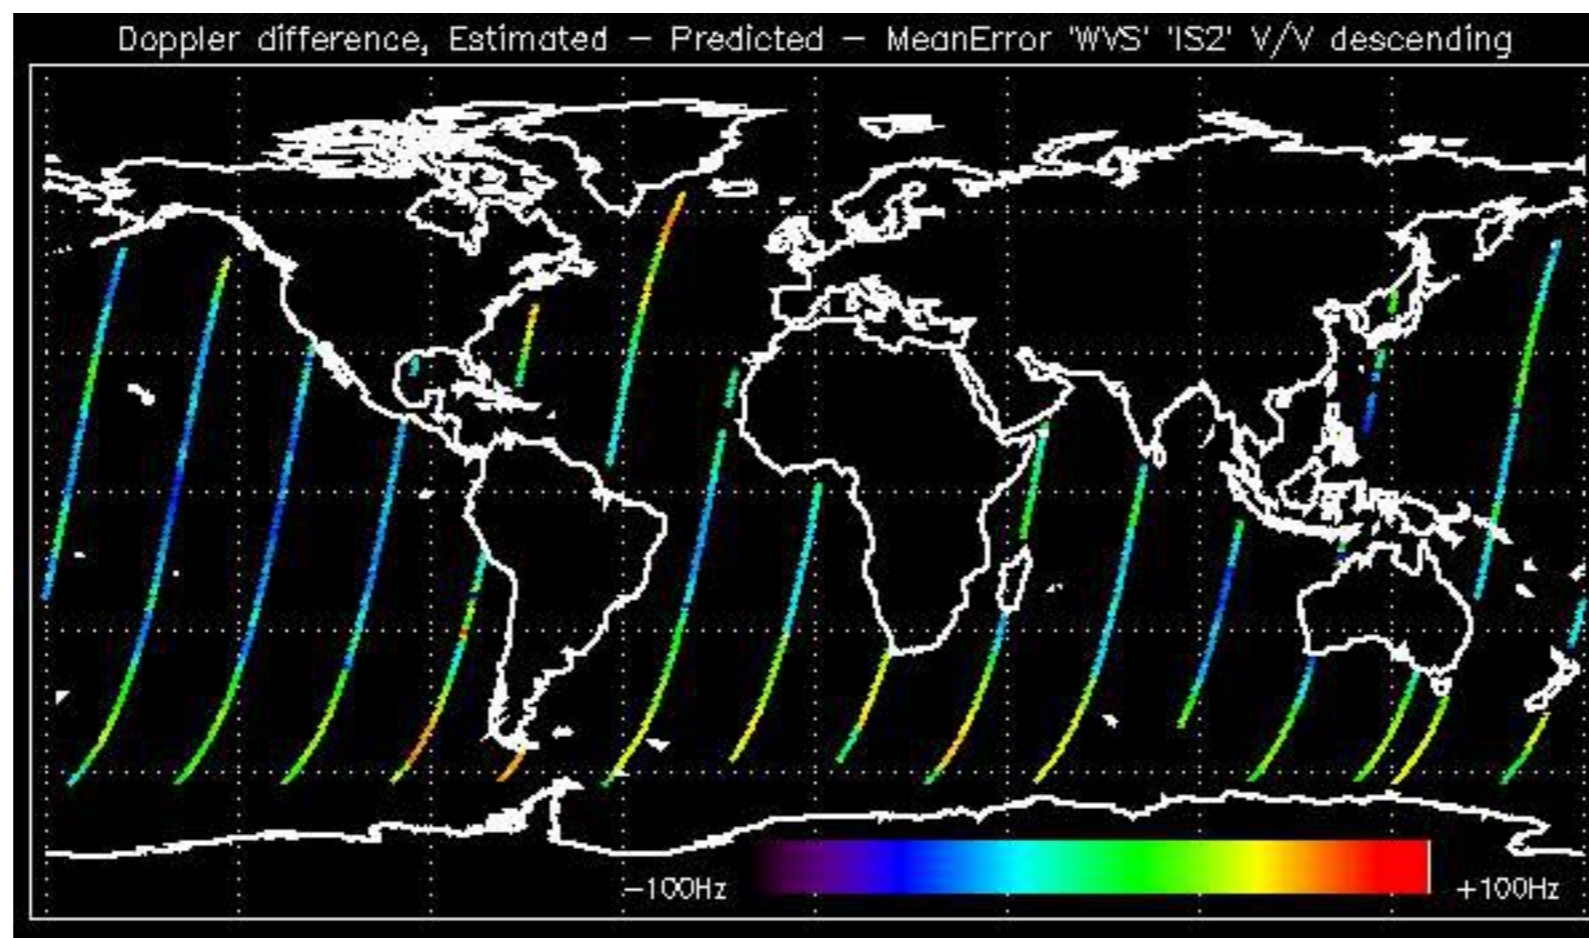 Doppler difference, Estimated – Predicted – MeanError 'WVS' 'IS2' V/V descending
–100Hz +100Hz